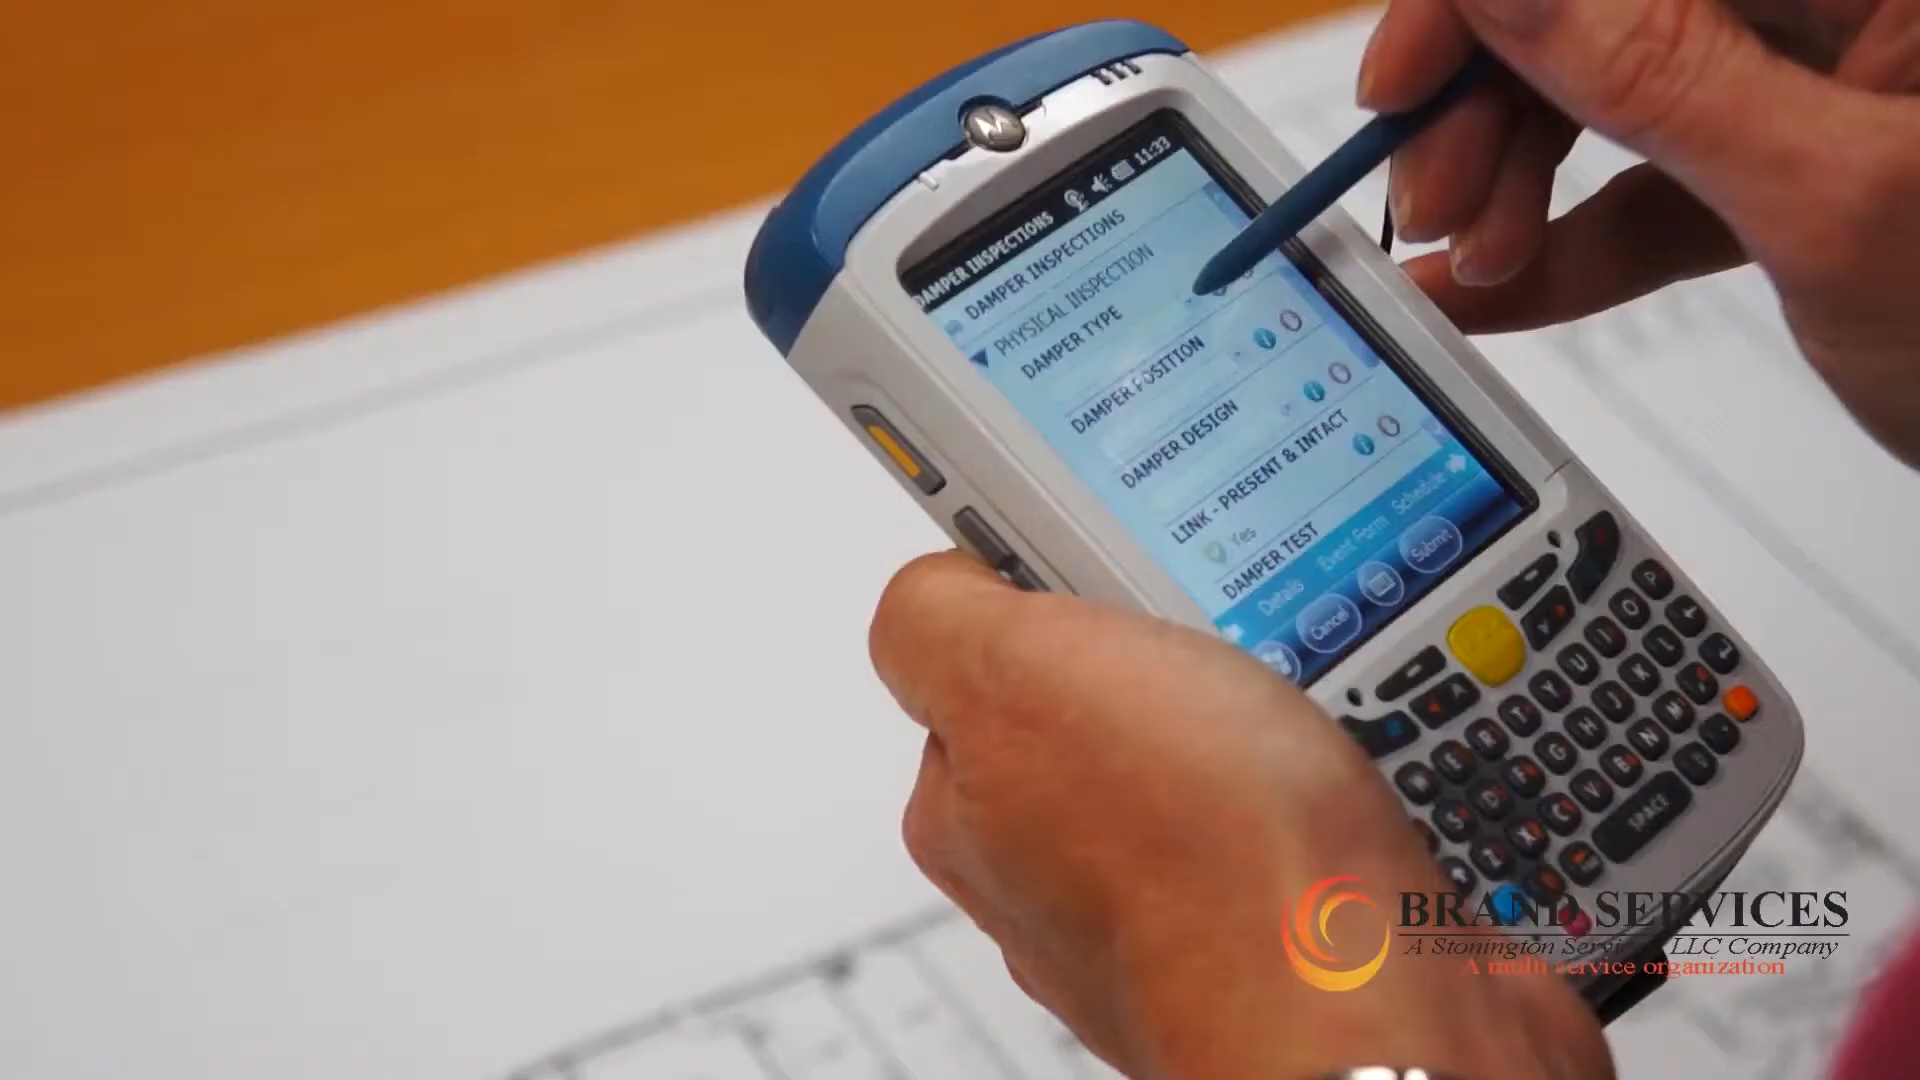 11:33
DAMPER INSPECTIONS
DAMPER INSPECTIONS
PHYSICAL INSPECTION
DAMPER TYPE
DAMPER POSITION
DAMPER DESIGN
LINK - PRESENT & INTACT
Yes
DAMPER TEST
Details Event Form Schedule
Cancel Submit
P
O
I L
U K
Y J
T H M
R G N
W E F B
D V
S C SPACE
X
Z
BRAND SERVICES
A Stonington Services LLC Company
A multi service organization